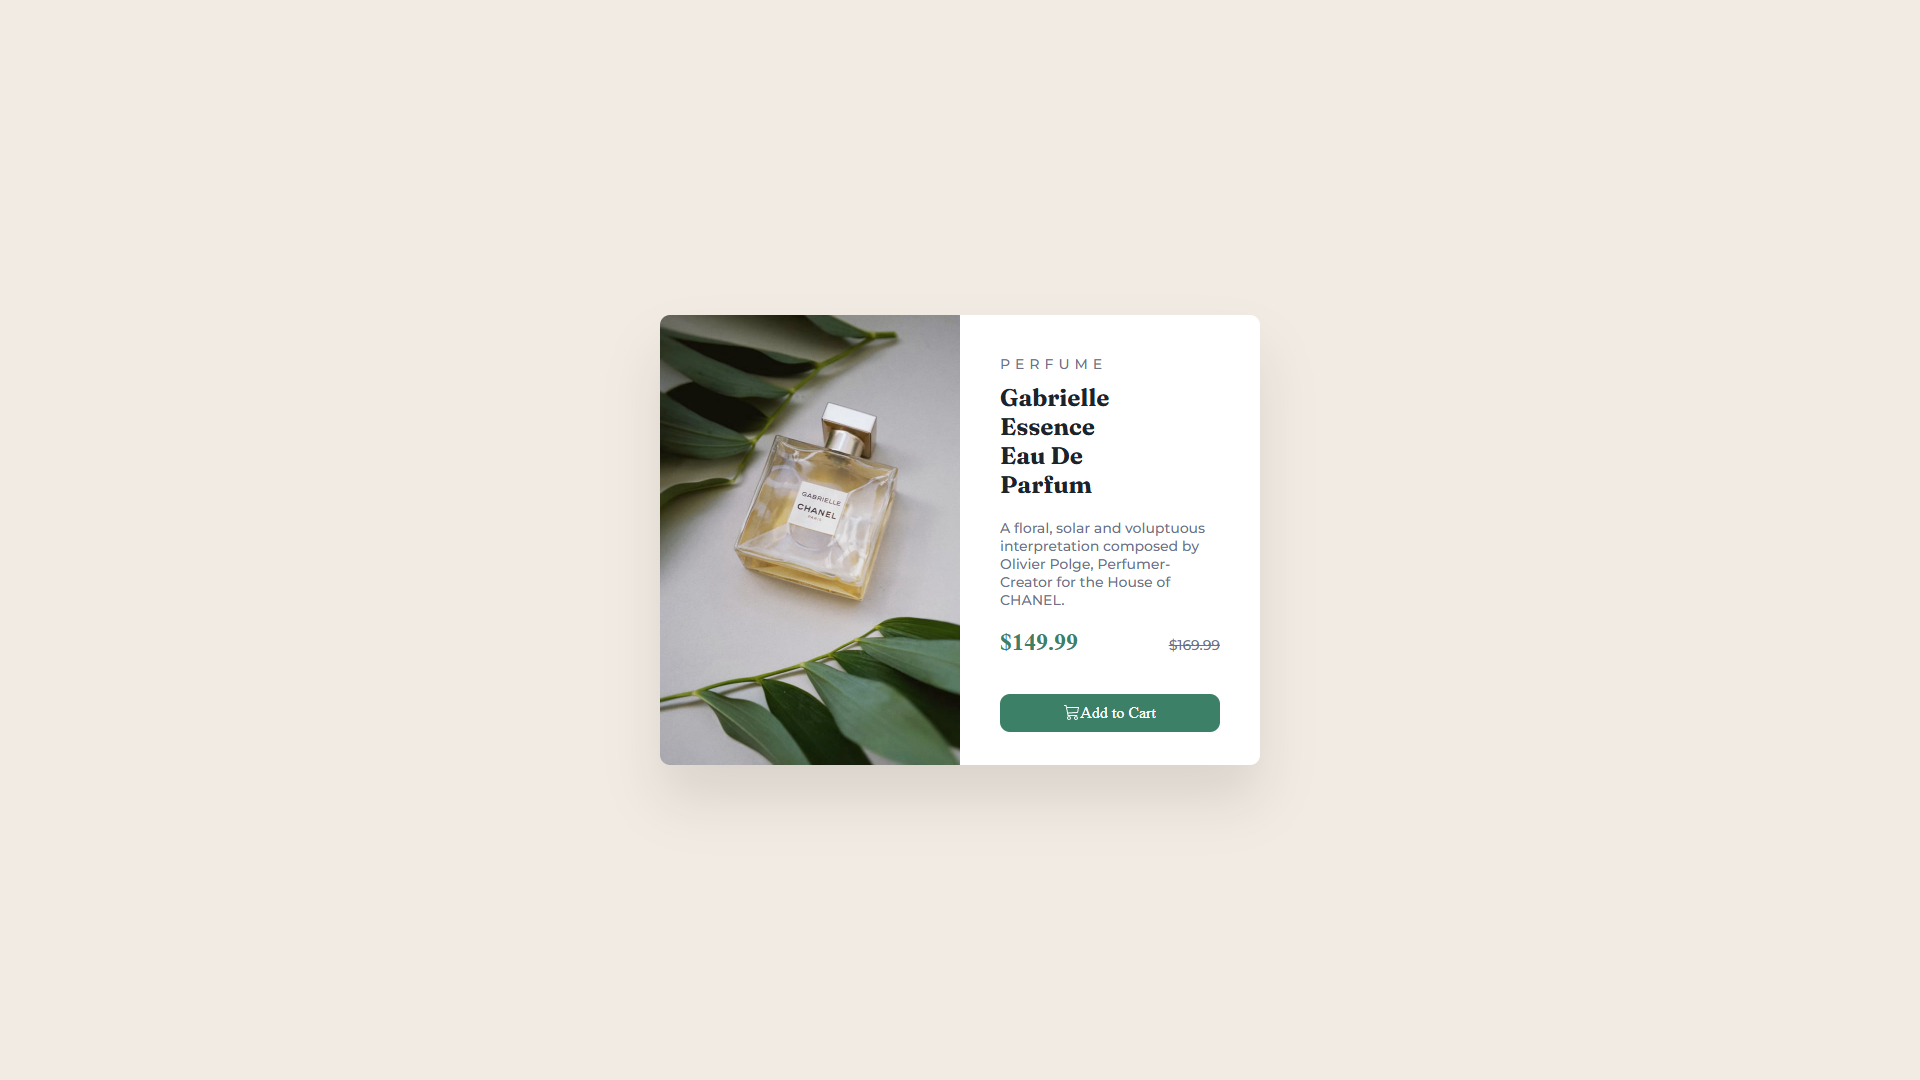 GABRIELLE
CHANEL
PARIS
PERFUME
Gabrielle
Essence
Eau De
Parfum
A floral, solar and voluptuous
interpretation composed by
Olivier Polge, Perfumer-
Creator for the House of
CHANEL.
$149.99 $169.99
Add to Cart